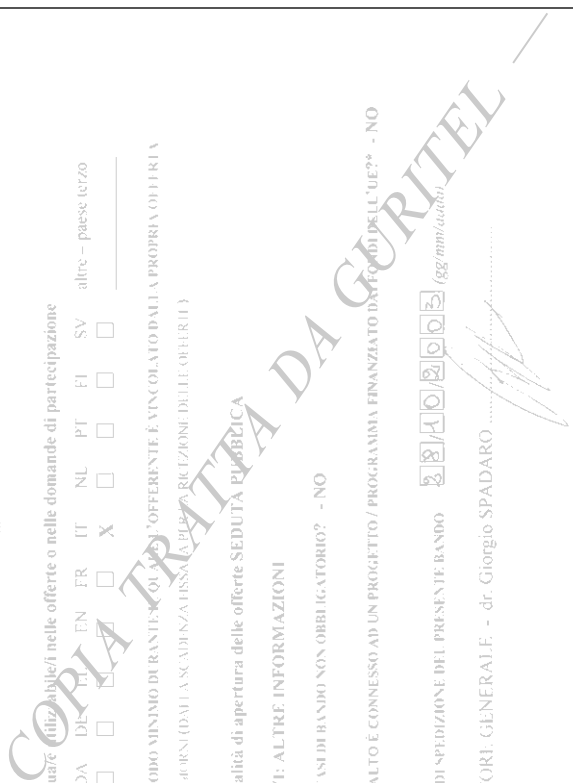 ua/e utilizzabile/i nelle offerte o nelle domande di partecipazione
DA DE EL EN FR IT NL PT FI SV altre – paese terzo
X
ODO MINIMO DURANTE IL QUALE L'OFFERENTE È VINCOLATO DALLA PROPRIA OFFERTA
GIORNI (DALLA SCADENZA FISSATA PER LA RICEZIONE DELLE OFFERTE)
alità di apertura delle offerte SEDUTA PUBBLICA
VI: ALTRE INFORMAZIONI
ASI DI BANDO NON OBBLIGATORIO? - NO
ALTO È CONNESSO AD UN PROGETTO / PROGRAMMA FINANZIATO DAI FONDI DELL'UE?* - NO
DI SPEDIZIONE DEL PRESENTE BANDO 28/10/2003 (gg/mm/aaaa)
GENERALE - dr. Giorgio SPADARO
COPIA TRATTA DA GURITEL —